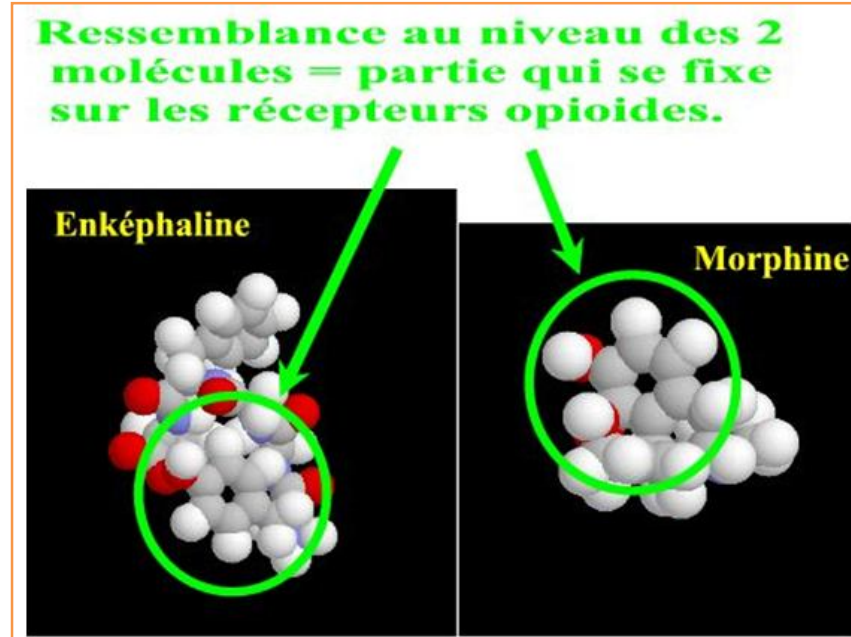 Ressemblance au niveau des 2
molécules = partie qui se fixe
sur les récepteurs opioides.
Enképhaline
Morphine